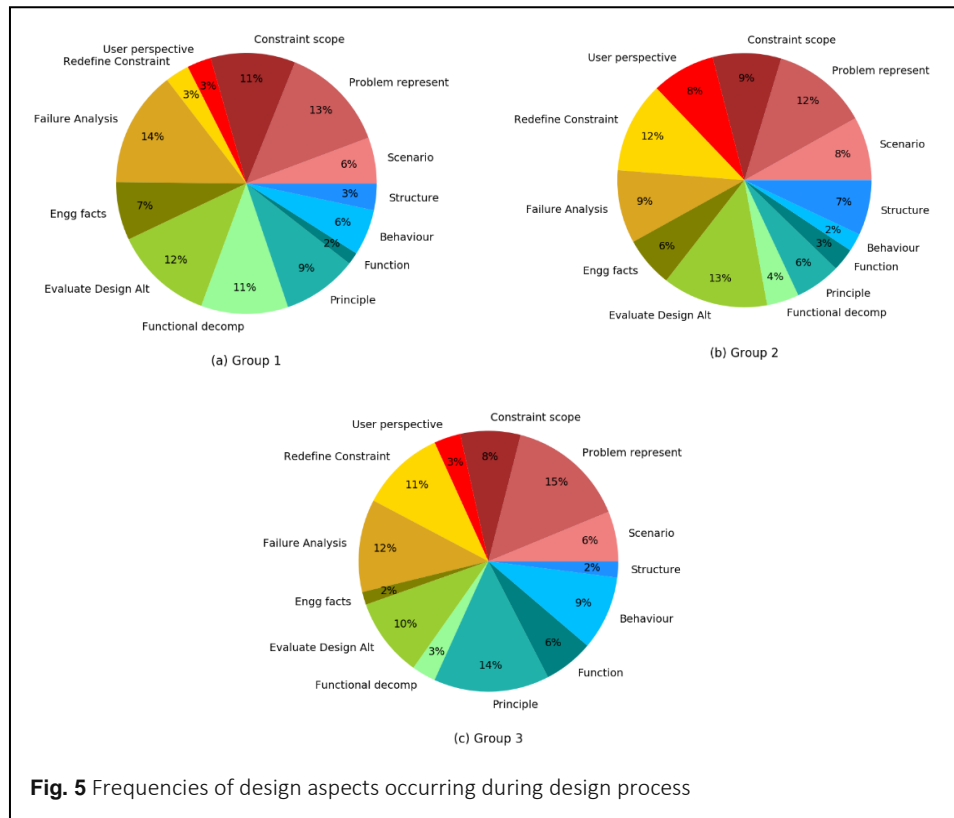 Constraint scope
User perspective
Redefine Constraint
Problem represent
Failure Analysis
Scenario
Structure
Engg facts
Behaviour
Function
Evaluate Design Alt
Principle
Functional decomp
11%
3%
3%
13%
14%
6%
3%
7%
6%
2%
12%
9%
11%
(a) Group 1
Constraint scope
User perspective
Problem represent
Redefine Constraint
Scenario
Failure Analysis
Structure
Behaviour
Engg facts
Function
Principle
Functional decomp
Evaluate Design Alt
9%
8%
12%
12%
8%
9%
7%
2%
3%
6%
6%
4%
13%
(b) Group 2
Constraint scope
User perspective
Problem represent
Redefine Constraint
Scenario
Failure Analysis
Structure
Engg facts
Behaviour
Evaluate Design Alt
Function
Functional decomp
Principle
8%
3%
15%
11%
6%
12%
2%
2%
9%
10%
6%
3%
14%
(c) Group 3
Fig. 5 Frequencies of design aspects occurring during design process